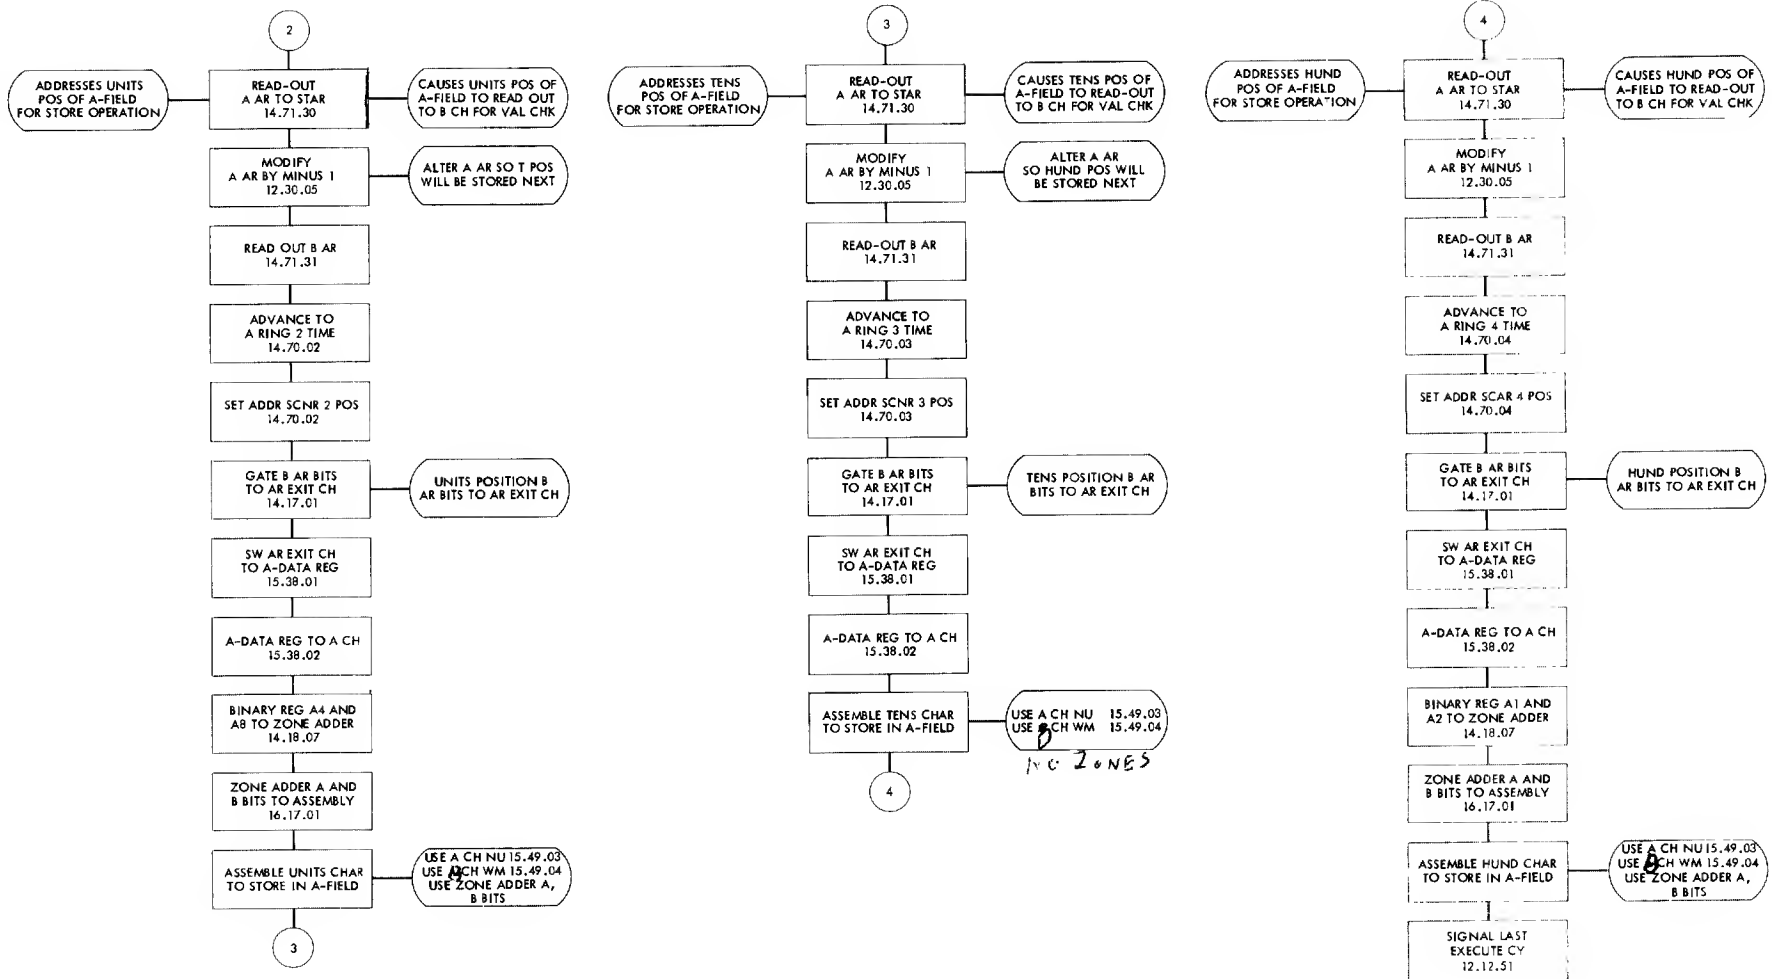 2
ADDRESSES UNITS
POS OF A-FIELD
FOR STORE OPERATION
READ-OUT
A AR TO STAR
14.71.30
CAUSES UNITS POS OF
A-FIELD TO READ OUT
TO B CH FOR VAL CHK
MODIFY
A AR BY MINUS 1
12.30.05
ALTER A AR SO T POS
WILL BE STORED NEXT
READ OUT B AR
14.71.31
ADVANCE TO
A RING 2 TIME
14.70.02
SET ADDR SCNR 2 POS
14.70.02
GATE B AR BITS
TO AR EXIT CH
14.17.01
UNITS POSITION B
AR BITS TO AR EXIT CH
SW AR EXIT CH
TO A-DATA REG
15.38.01
A-DATA REG TO A CH
15.38.02
BINARY REG A4 AND
A8 TO ZONE ADDER
14.18.07
ZONE ADDER A AND
B BITS TO ASSEMBLY
16.17.01
ASSEMBLE UNITS CHAR
TO STORE IN A-FIELD
USE A CH NU 15.49.03
USE B CH WM 15.49.04
USE ZONE ADDER A,
B BITS
3
3
ADDRESSES TENS
POS OF A-FIELD
FOR STORE OPERATION
READ-OUT
A AR TO STAR
14.71.30
CAUSES TENS POS OF
A-FIELD TO READ-OUT
TO B CH FOR VAL CHK
MODIFY
A AR BY MINUS 1
12.30.05
ALTER A AR
SO HUND POS WILL
BE STORED NEXT
READ-OUT B AR
14.71.31
ADVANCE TO
A RING 3 TIME
14.70.03
SET ADDR SCNR 3 POS
14.70.03
GATE B AR BITS
TO AR EXIT CH
14.17.01
TENS POSITION B AR
BITS TO AR EXIT CH
SW AR EXIT CH
TO A-DATA REG
15.38.01
A-DATA REG TO A CH
15.38.02
ASSEMBLE TENS CHAR
TO STORE IN A-FIELD
USE A CH NU 15.49.03
USE B CH WM 15.49.04
NO ZONES
4
4
ADDRESSES HUND
POS OF A-FIELD
FOR STORE OPERATION
READ-OUT
A AR TO STAR
14.71.30
CAUSES HUND POS OF
A-FIELD TO READ-OUT
TO B CH FOR VAL CHK
MODIFY
A AR BY MINUS 1
12.30.05
READ-OUT B AR
14.71.31
ADVANCE TO
A RING 4 TIME
14.70.04
SET ADDR SCAR 4 POS
14.70.04
GATE B AR BITS
TO AR EXIT CH
14.17.01
HUND POSITION B
AR BITS TO AR EXIT CH
SW AR EXIT CH
TO A-DATA REG
15.38.01
A-DATA REG TO A CH
15.38.02
BINARY REG A1 AND
A2 TO ZONE ADDER
14.18.07
ZONE ADDER A AND
B BITS TO ASSEMBLY
16.17.01
ASSEMBLE HUND CHAR
TO STORE IN A-FIELD
USE A CH NU 15.49.03
USE B CH WM 15.49.04
USE ZONE ADDER A,
B BITS
SIGNAL LAST
EXECUTE CY
12.12.51